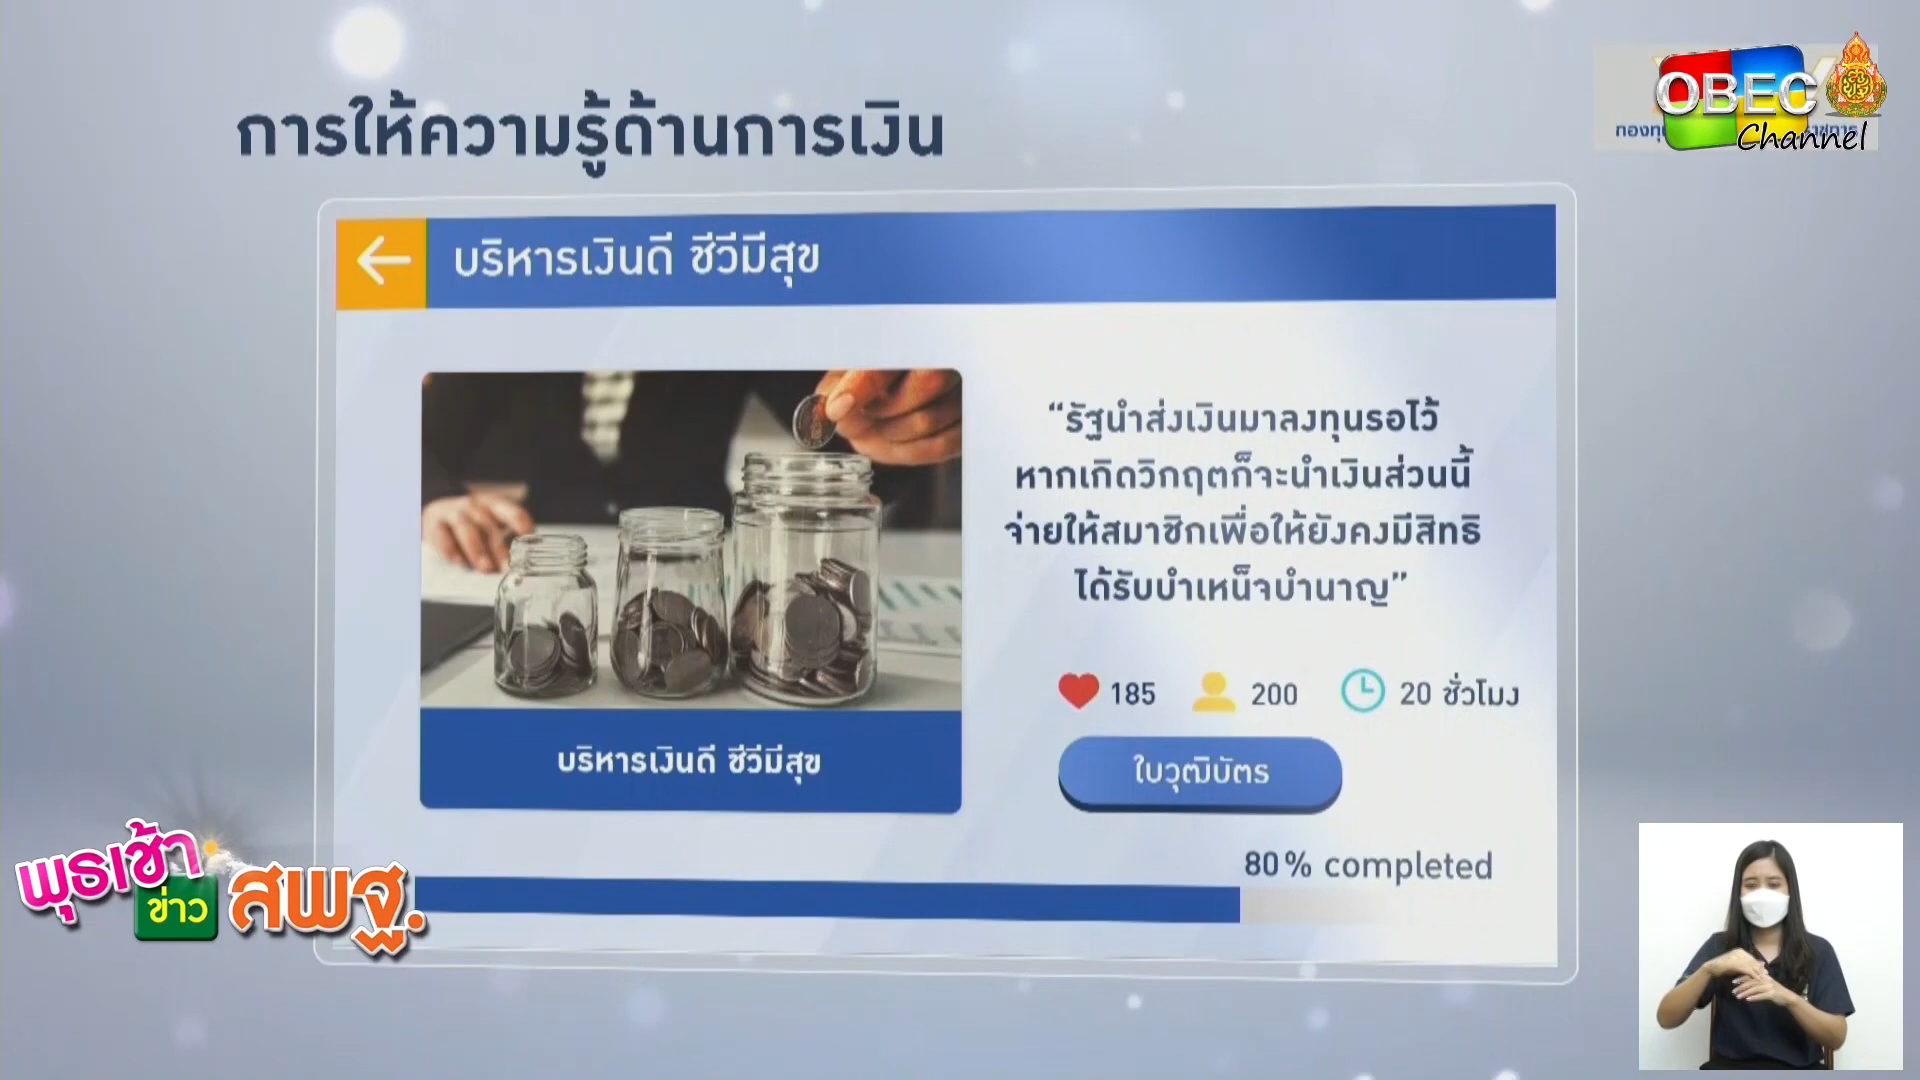 การให้ความรู้ด้านการเงิน
OBEC
Channel
บริหารเงินดี ชีวีมีสุข
“รัฐนำส่งเงินมาลงทุนรอไว้
หากเกิดวิกฤตก็จะนำเงินส่วนนี้
จ่ายให้สมาชิกเพื่อให้ยังคงมีสิทธิ
ได้รับบำเหน็จบำนาญ”
185 200 20 ชั่วโมง
บริหารเงินดี ชีวีมีสุข
ใบวุฒิบัตร
80% completed
พุธเช้า
ข่าว
สพฐ.